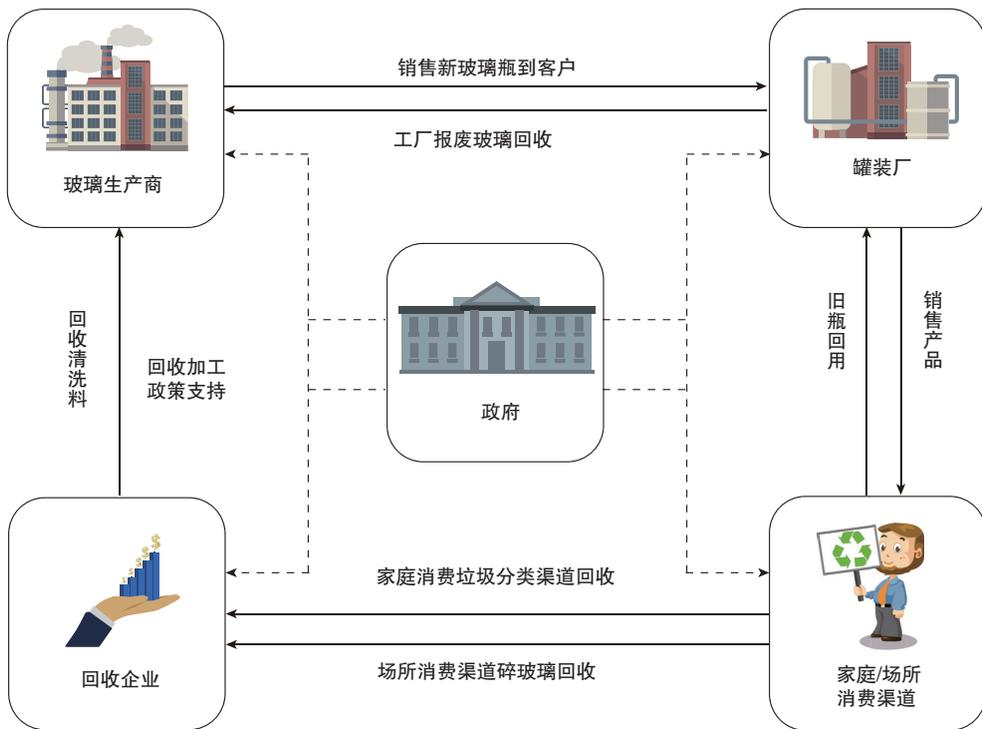 销售新玻璃瓶到客户
工厂报废玻璃回收
玻璃生产商
罐装厂
回收清洗料
回收加工
政策支持
政府
旧瓶回用
销售产品
家庭消费垃圾分类渠道回收
场所消费渠道碎玻璃回收
回收企业
家庭/场所
消费渠道